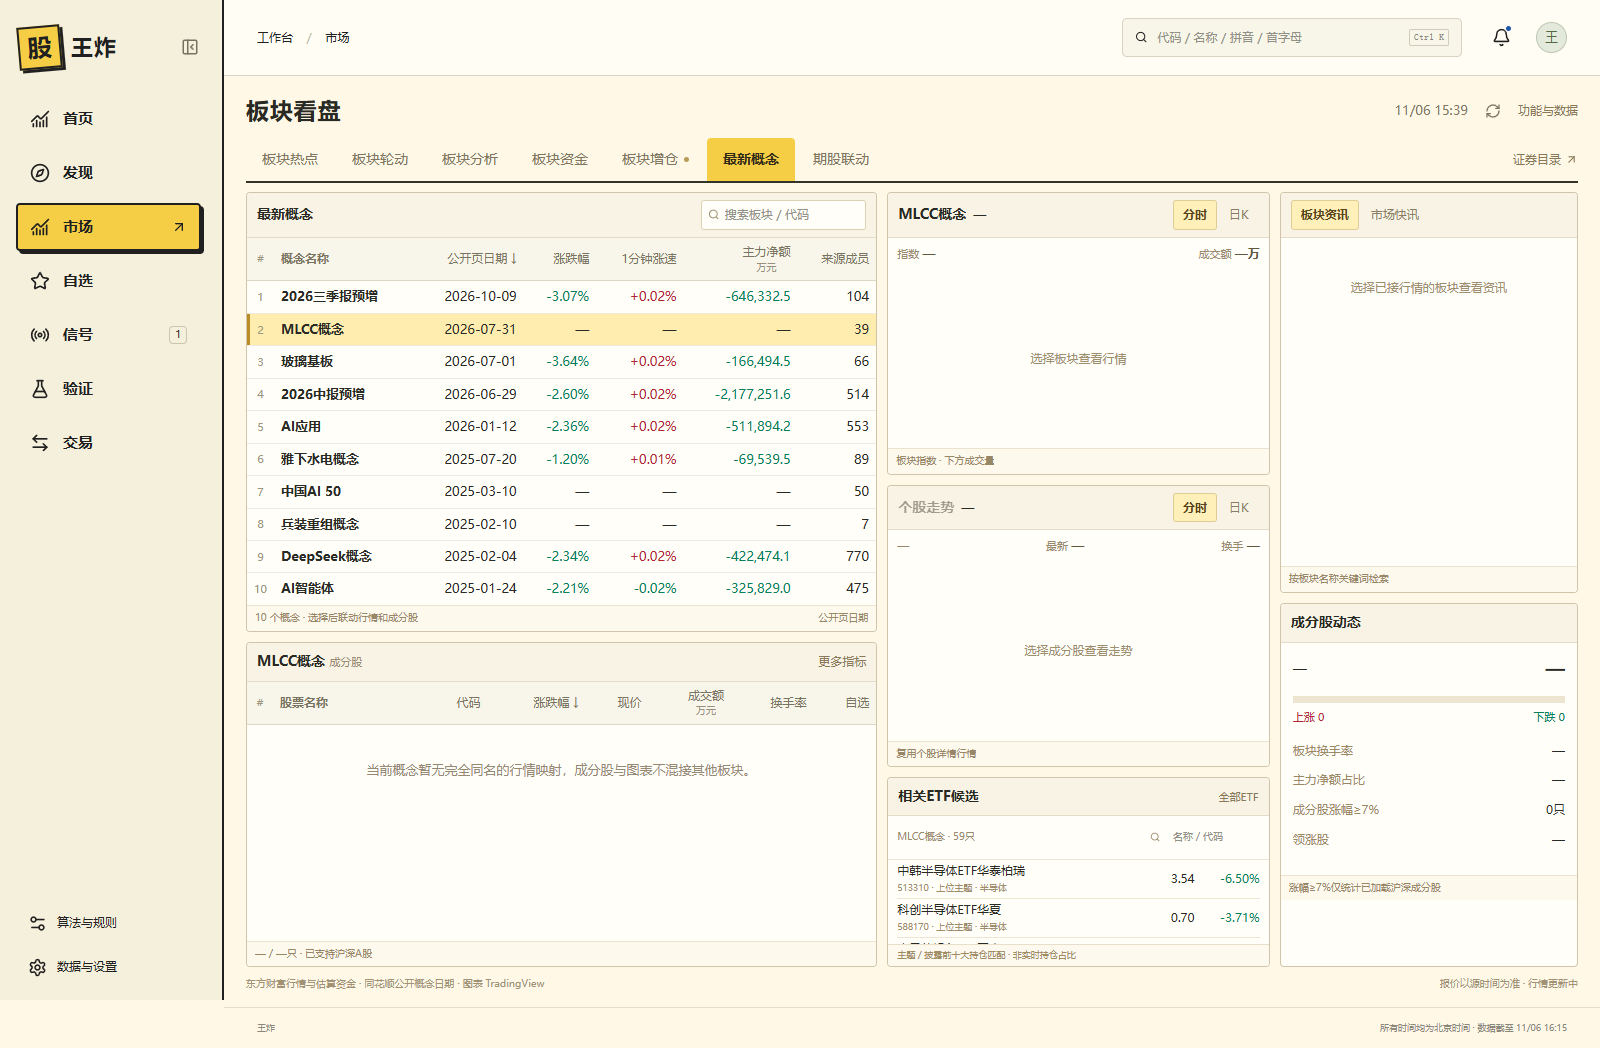 股 王炸
首页
发现
市场
自选
信号 1
验证
交易
算法与规则
数据与设置
工作台 / 市场
代码 / 名称 / 拼音 / 首字母 Ctrl K
王
板块看盘
11/06 15:39 功能与数据
板块热点 板块轮动 板块分析 板块资金 板块增仓 最新概念 期股联动
证券目录
最新概念
搜索板块 / 代码
# 概念名称 公开页日期↓ 涨跌幅 1分钟涨速 主力净额 来源成员
万元
1 2026三季报预增 2026-10-09 -3.07% +0.02% -646,332.5 104
2 MLCC概念 2026-07-31 — — — 39
3 玻璃基板 2026-07-01 -3.64% +0.02% -166,494.5 66
4 2026中报预增 2026-06-29 -2.60% +0.02% -2,177,251.6 514
5 AI应用 2026-01-12 -2.36% +0.02% -511,894.2 553
6 雅下水电概念 2025-07-20 -1.20% +0.01% -69,539.5 89
7 中国AI 50 2025-03-10 — — — 50
8 兵装重组概念 2025-02-10 — — — 7
9 DeepSeek概念 2025-02-04 -2.34% +0.02% -422,474.1 770
10 AI智能体 2025-01-24 -2.21% -0.02% -325,829.0 475
10 个概念 · 选择后联动行情和成分股 公开页日期
MLCC概念 成分股 更多指标
# 股票名称 代码 涨跌幅↓ 现价 成交额 换手率 自选
万元
当前概念暂无完全同名的行情映射，成分股与图表不混接其他板块。
— / —只 · 已支持沪深A股
MLCC概念 — 分时 日K
指数 — 成交额 —万
选择板块查看行情
板块指数 · 下方成交量
个股走势 — 分时 日K
— 最新 — 换手 —
选择成分股查看走势
复用个股详情行情
相关ETF候选 全部ETF
MLCC概念 · 59只 名称 / 代码
中韩半导体ETF华泰柏瑞 3.54 -6.50%
513310 · 上位主题 · 半导体
科创半导体ETF华夏 0.70 -3.71%
588170 · 上位主题 · 半导体
主题 / 披露前十大持仓匹配 · 非实时持仓占比
板块资讯 市场快讯
选择已接行情的板块查看资讯
按板块名称关键词检索
成分股动态
— —
上涨 0 下跌 0
板块换手率 —
主力净额占比 —
成分股涨幅≥7% 0只
领涨股 —
涨幅≥7%仅统计已加载沪深成分股
东方财富行情与估算资金 · 同花顺公开概念日期 · 图表 TradingView 报价以源时间为准 · 行情更新中
王炸 所有时间均为北京时间 · 数据截至 11/06 16:15